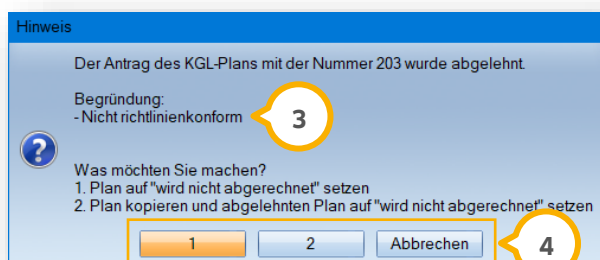 Hinweis
Der Antrag des KGL-Plans mit der Nummer 203 wurde abgelehnt.
Begründung:
- Nicht richtlinienkonform
3
Was möchten Sie machen?
1. Plan auf "wird nicht abgerechnet" setzen
2. Plan kopieren und abgelehnten Plan auf "wird nicht abgerechnet" setzen
1 2 Abbrechen 4